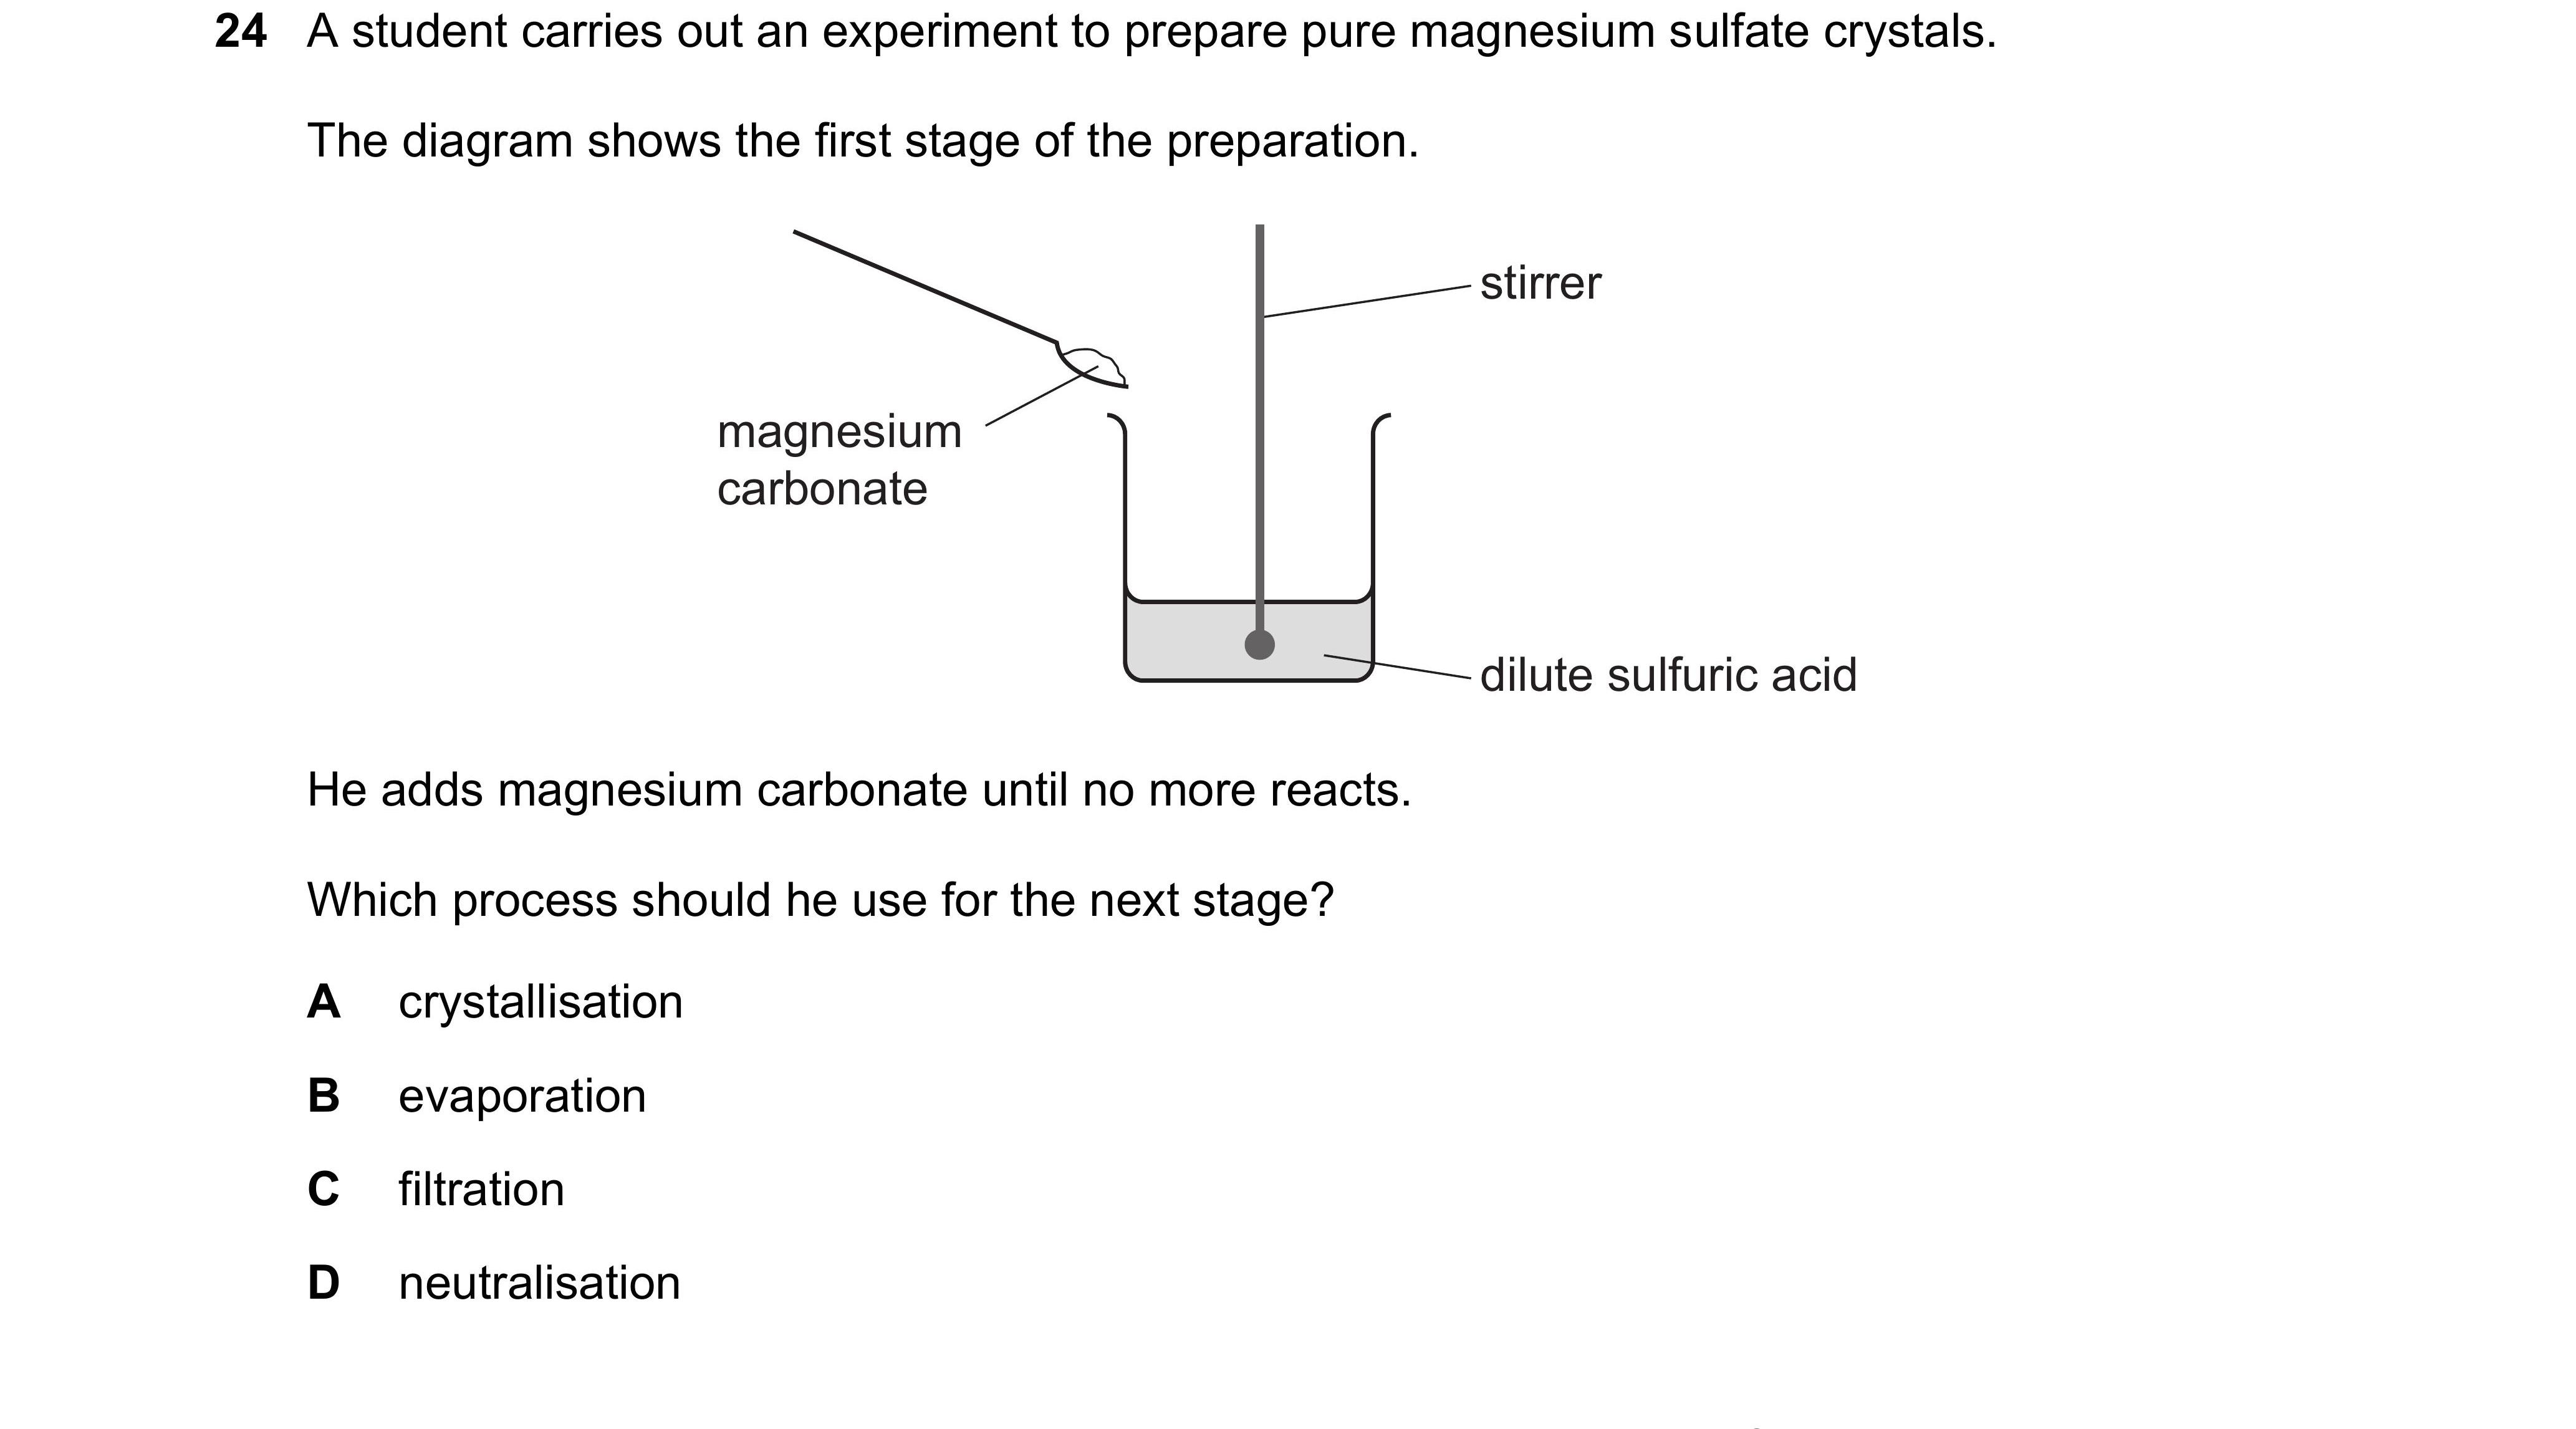 24 A student carries out an experiment to prepare pure magnesium sulfate crystals.
The diagram shows the first stage of the preparation.
stirrer
magnesium
carbonate
dilute sulfuric acid
He adds magnesium carbonate until no more reacts.
Which process should he use for the next stage?
A crystallisation
B evaporation
C filtration
D neutralisation